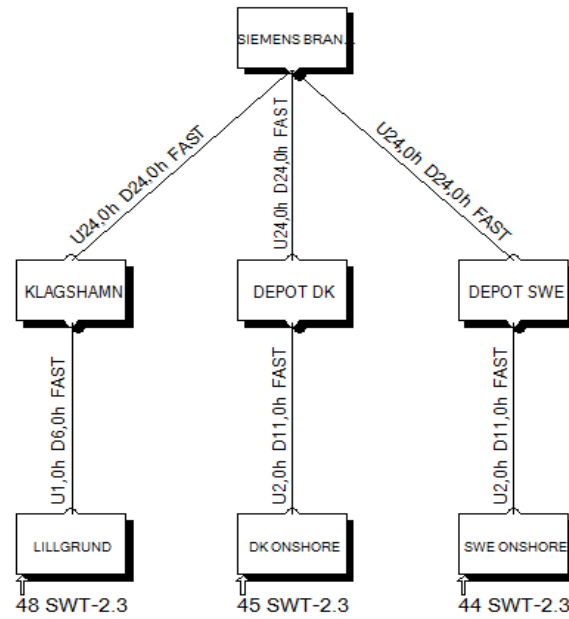 SIEMENS BRAN...
U24,0h D24,0h FAST
U24,0h D24,0h FAST
U24,0h D24,0h FAST
KLAGSHAMN
DEPOT DK
DEPOT SWE
U1,0h D6,0h FAST
U2,0h D11,0h FAST
U2,0h D11,0h FAST
LILLGRUND
DK ONSHORE
SWE ONSHORE
48 SWT-2.3
45 SWT-2.3
44 SWT-2.3